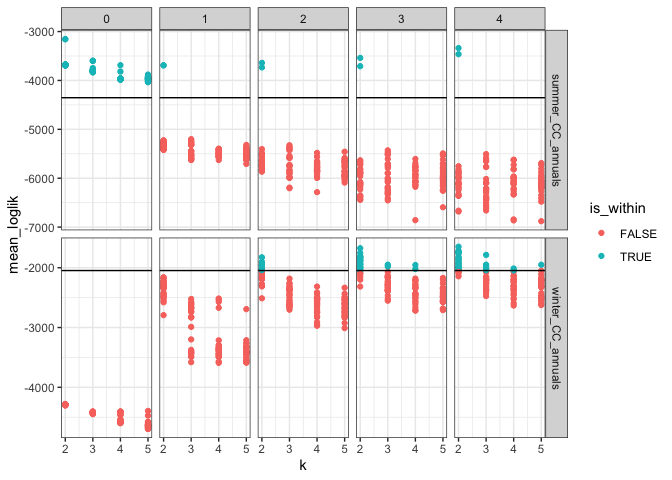 0 1 2 3 4
-3000
-4000
-5000
-6000
-7000
summer_CC_annuals
-2000
-3000
-4000
winter_CC_annuals
mean_loglik
2 3 4 5 2 3 4 5 2 3 4 5 2 3 4 5 2 3 4 5
k
is_within
FALSE
TRUE